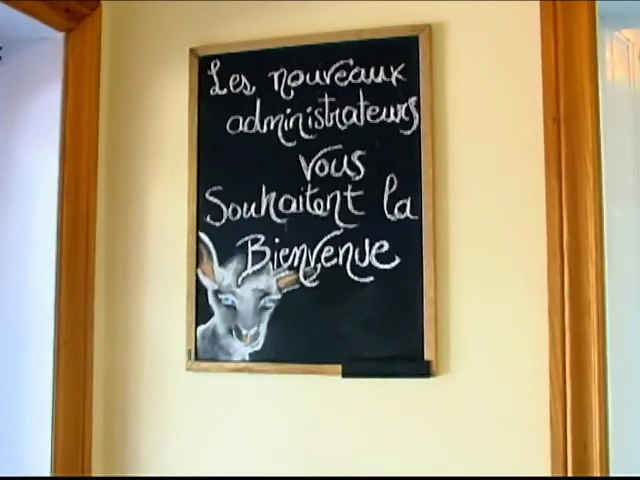 Les nouveaux
administrateurs
vous
Souhaitent la
Bienvenue